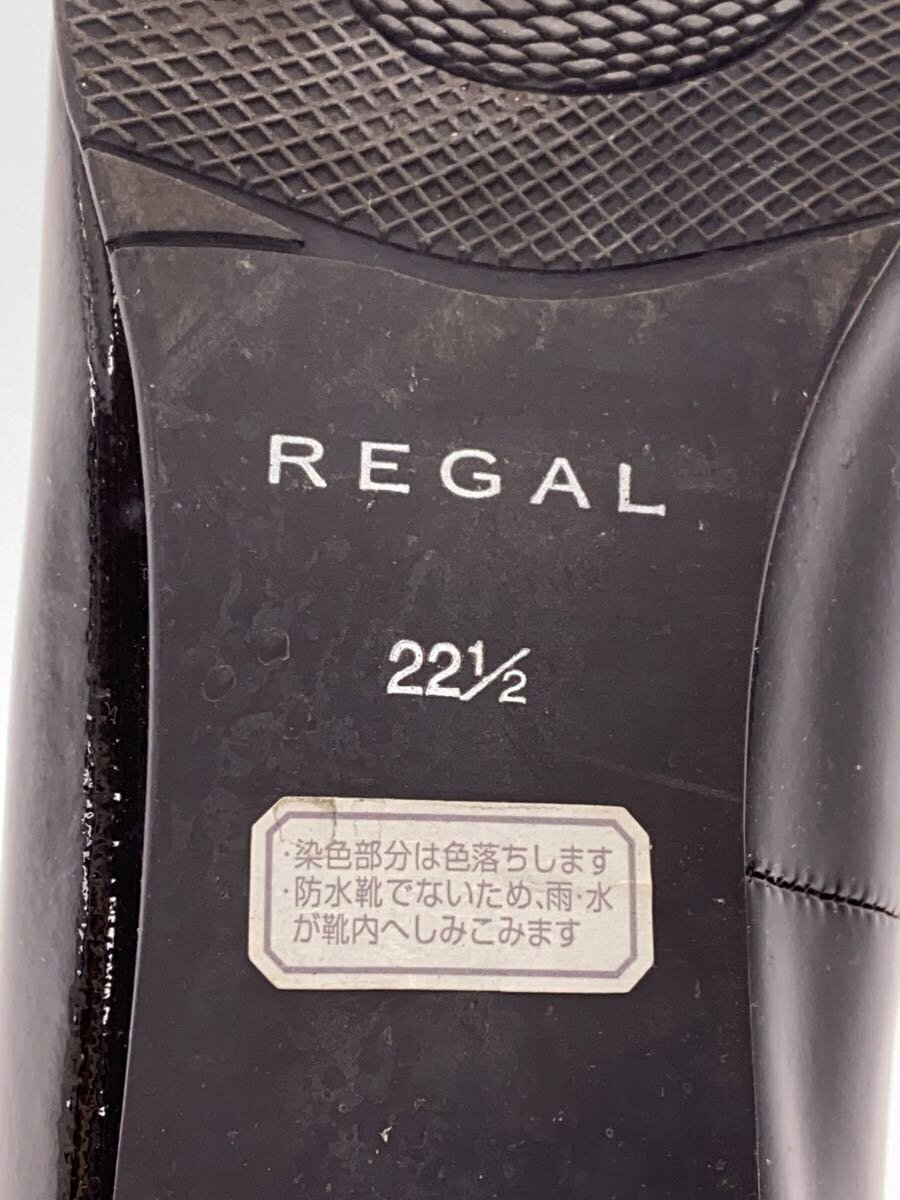 REGAL
22½
・染色部分は色落ちします
・防水靴でないため、雨・水
が靴内へしみこみます